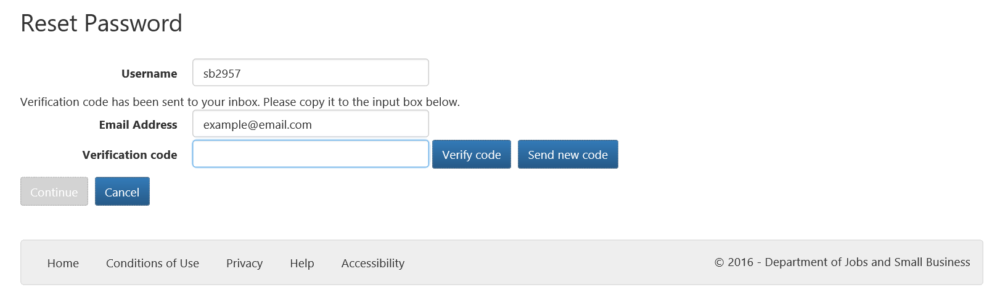 Reset Password
Username sb2957
Verification code has been sent to your inbox. Please copy it to the input box below.
Email Address example@email.com
Verification code Verify code Send new code
Continue Cancel
Home Conditions of Use Privacy Help Accessibility © 2016 - Department of Jobs and Small Business